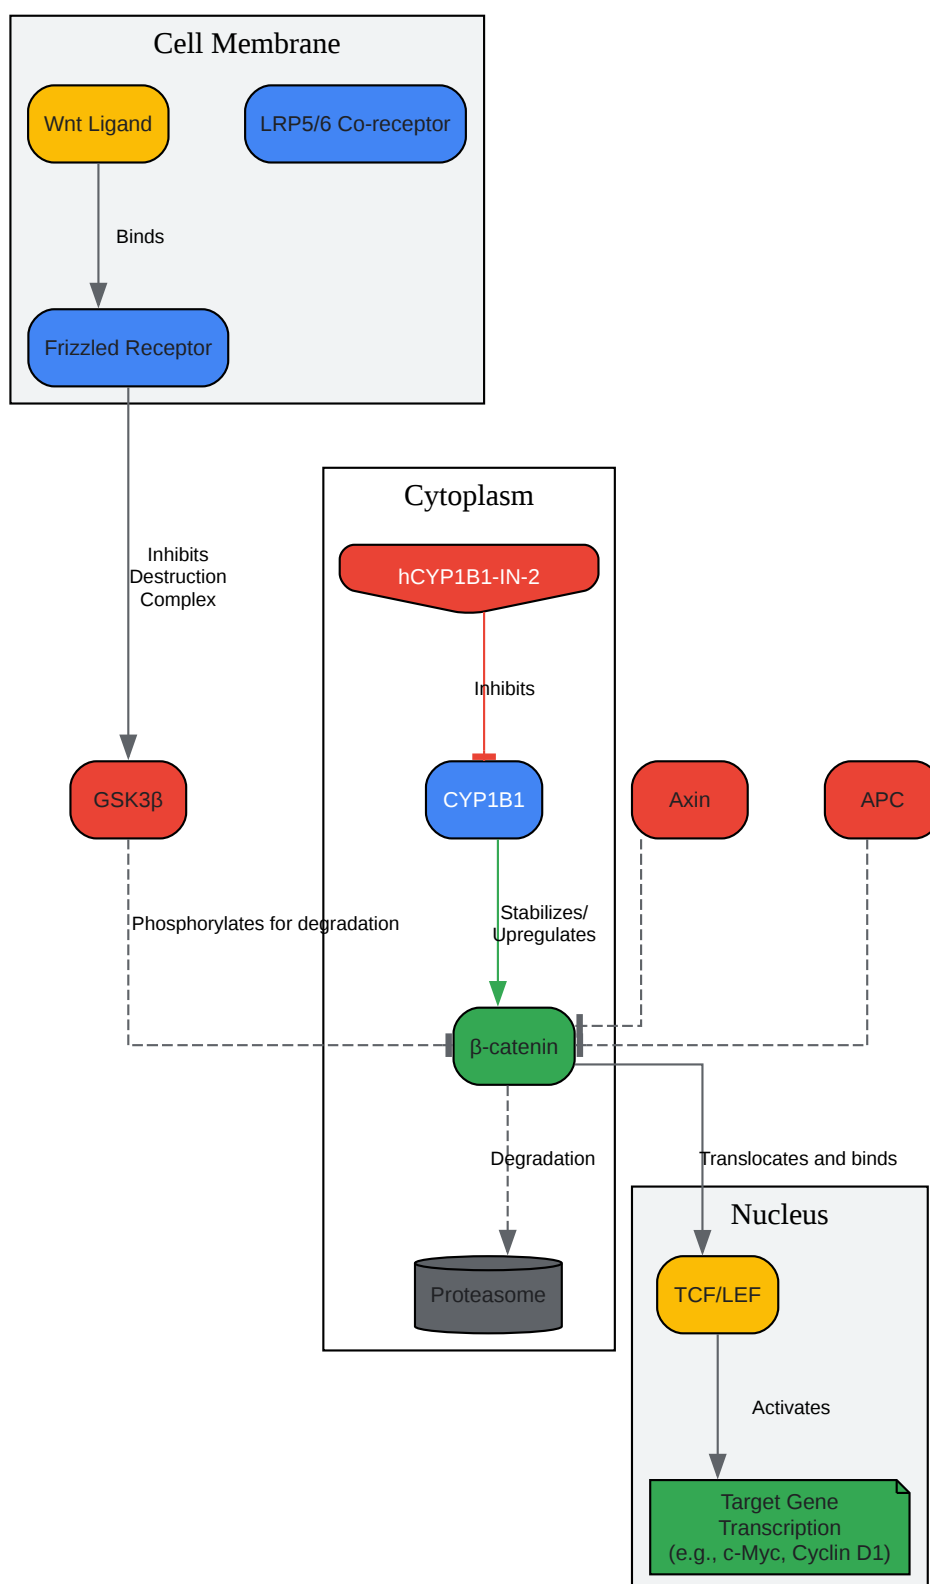 Cell Membrane
Wnt Ligand
LRP5/6 Co-receptor
Binds
Frizzled Receptor
Cytoplasm
Inhibits
Destruction
Complex
hCYP1B1-IN-2
Inhibits
GSK3β
CYP1B1
Axin
APC
Phosphorylates for degradation
Stabilizes/
Upregulates
β-catenin
Degradation
Translocates and binds
Nucleus
Proteasome
TCF/LEF
Activates
Target Gene
Transcription
(e.g., c-Myc, Cyclin D1)